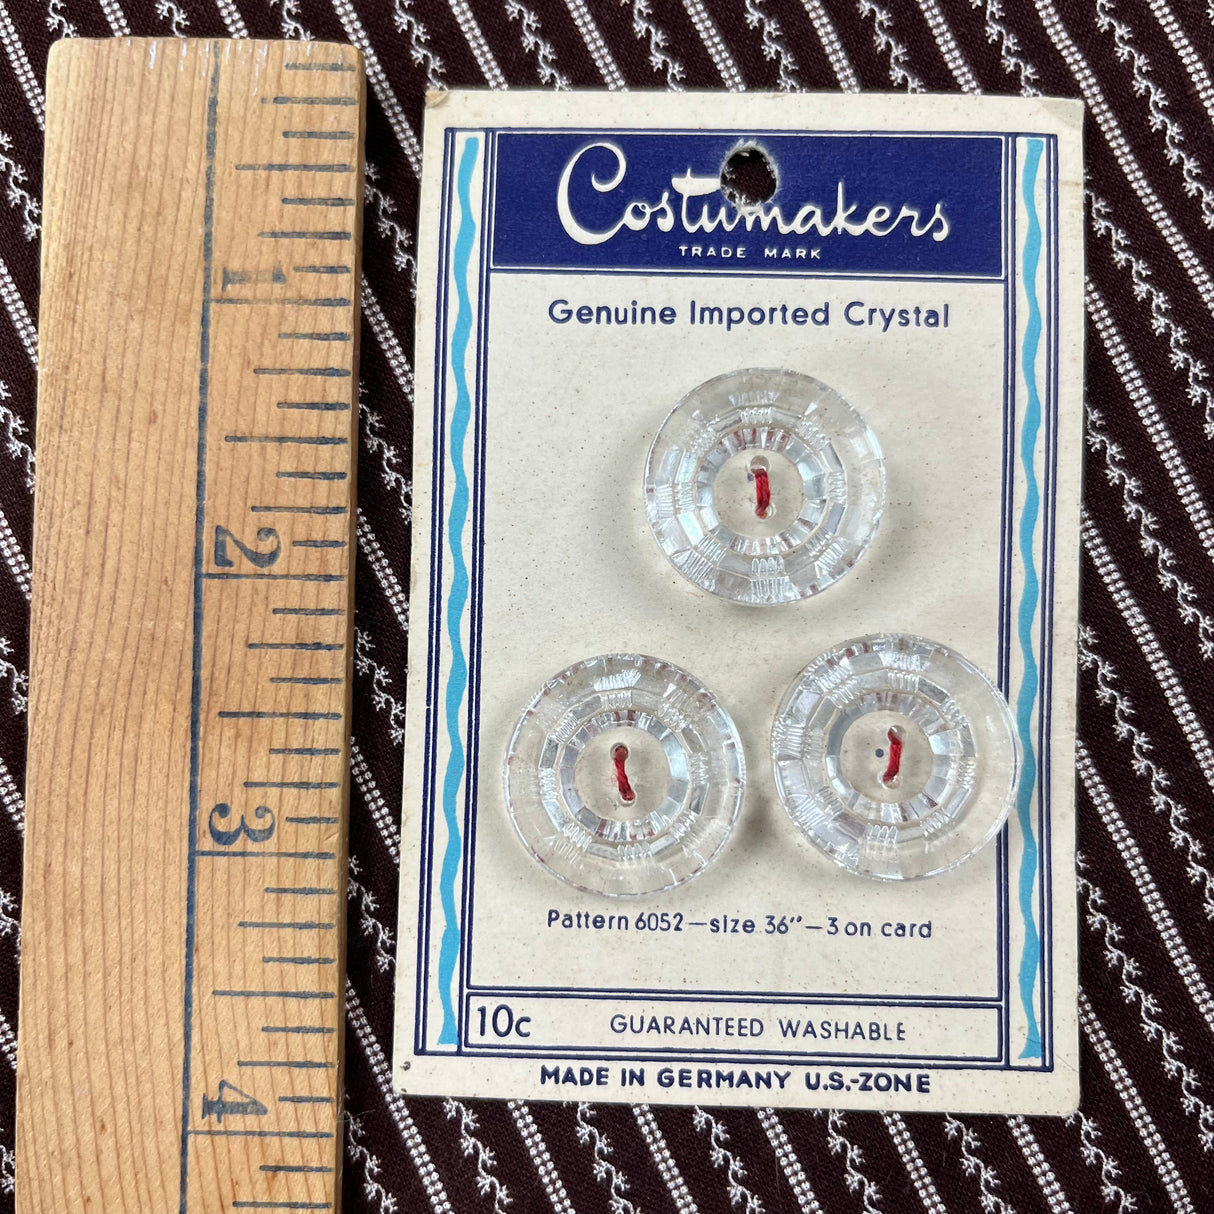 1
2
3
4
Costumakers
TRADE MARK
Genuine Imported Crystal
Pattern 6052—size 36"—3 on card
10c
GUARANTEED WASHABLE
MADE IN GERMANY U.S.-ZONE